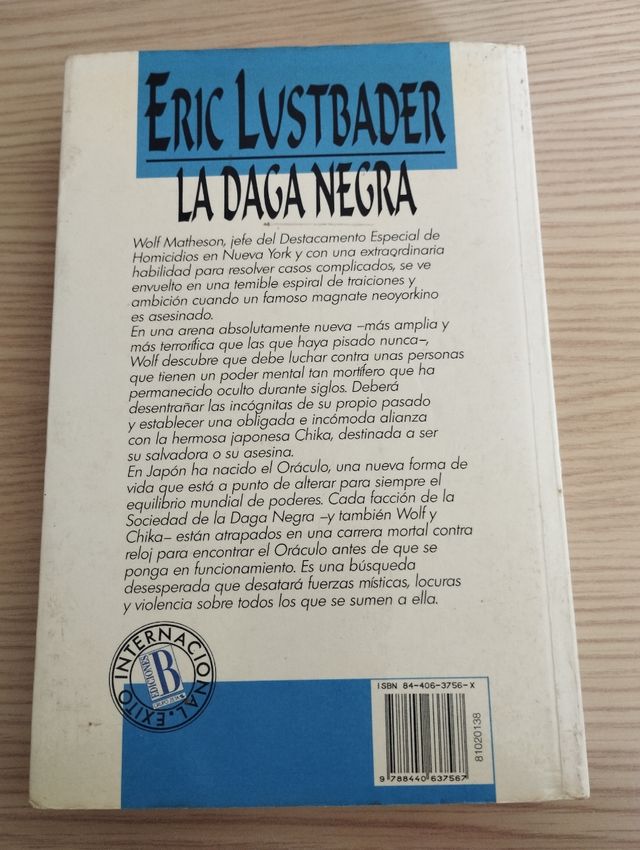 ERIC LUSTBADER
LA DAGA NEGRA
Wolf Matheson, jefe del Destacamento Especial de
Homicidios en Nueva York y con una extraordinaria
habilidad para resolver casos complicados, se ve
envuelto en una temible espiral de traiciones y
ambición cuando un famoso magnate neoyorkino
es asesinado.
En una arena absolutamente nueva –más amplia y
más terrorífica que las que haya pisado nunca–,
Wolf descubre que debe luchar contra unas personas
que tienen un poder mental tan mortífero que ha
permanecido oculto durante siglos. Deberá
desentrañar las incógnitas de su propio pasado
y establecer una obligada e incómoda alianza
con la hermosa japonesa Chika, destinada a ser
su salvadora o su asesina.
En Japón ha nacido el Oráculo, una nueva forma de
vida que está a punto de alterar para siempre el
equilibrio mundial de poderes. Cada facción de la
Sociedad de la Daga Negra –y también Wolf y
Chika– están atrapados en una carrera mortal contra
reloj para encontrar el Oráculo antes de que se
ponga en funcionamiento. Es una búsqueda
desesperada que desatará fuerzas místicas, locuras
y violencia sobre todos los que se sumen a ella.
EXITO INTERNACIONAL
EDICIONES
B
GRUPO ZETA
ISBN 84-406-3756-X
9 788440 637567
81020138